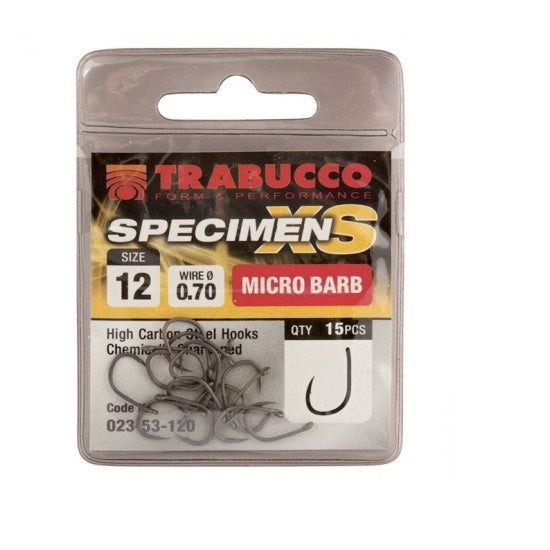 TRABUCCO
FORM & PERFORMANCE
SPECIMEN XS
SIZE
12
WIRE Ø
0.70
MICRO BARB
QTY 15PCS
High Carbon Steel Hooks
Chemically Sharpened
Code
023-53-120